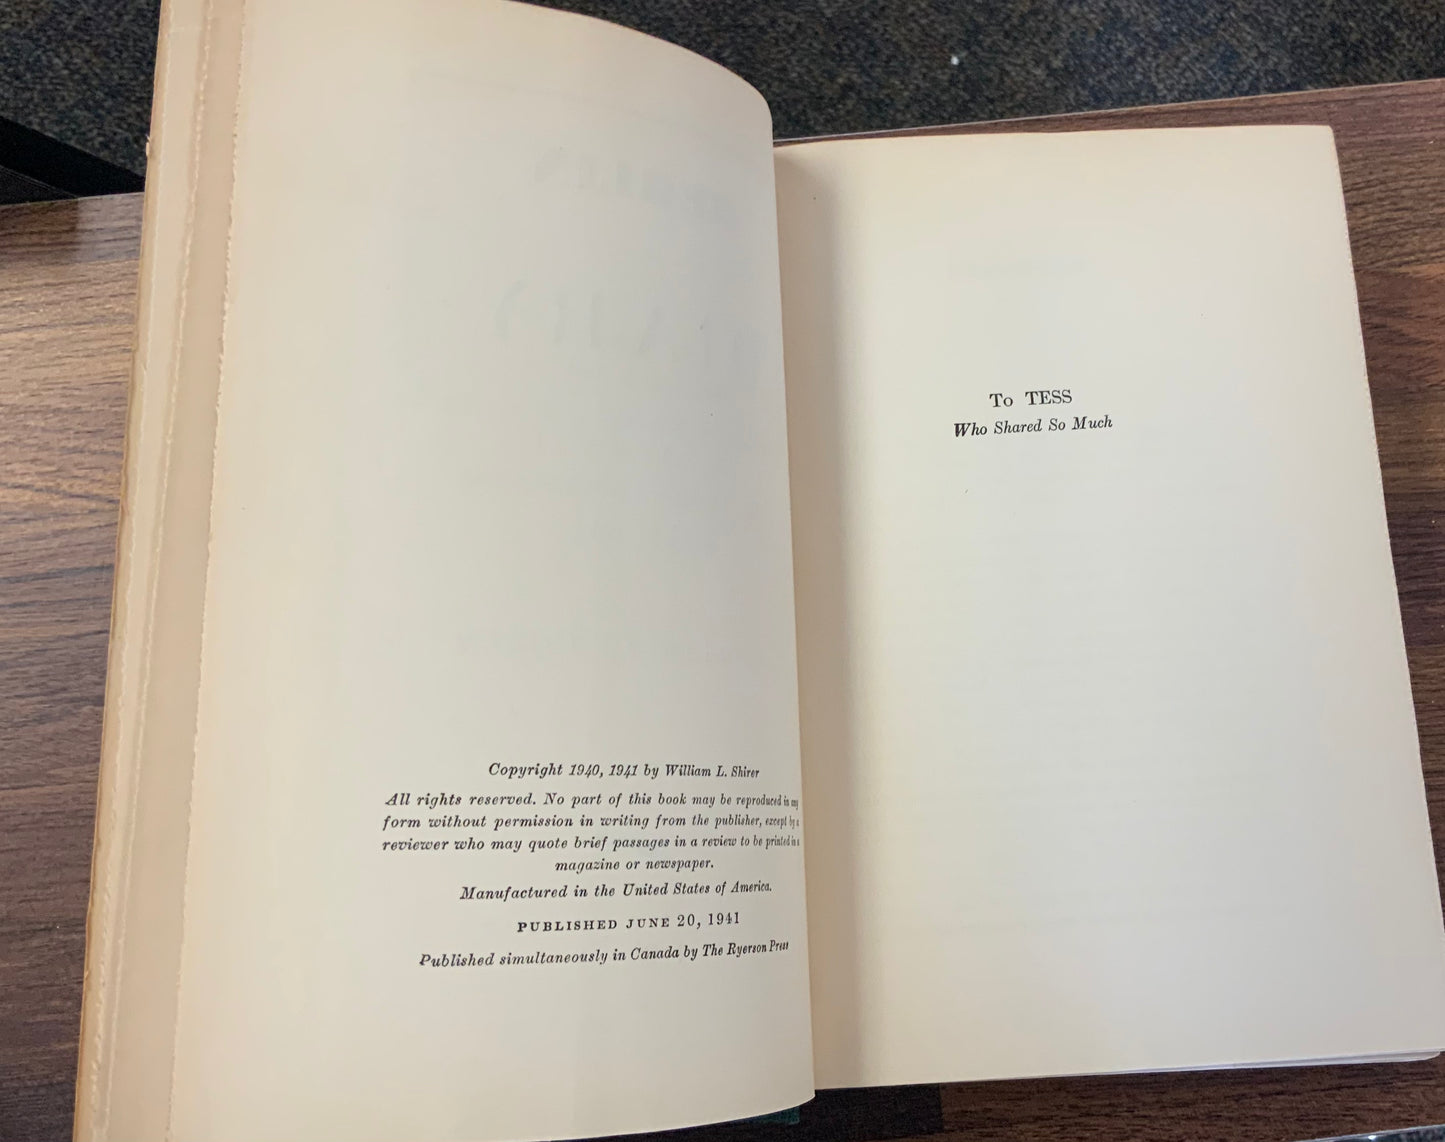 Copyright 1940, 1941 by William L. Shirer
All rights reserved. No part of this book may be reproduced in any
form without permission in writing from the publisher, except by a
reviewer who may quote brief passages in a review to be printed in a
magazine or newspaper.
Manufactured in the United States of America.
PUBLISHED JUNE 20, 1941
Published simultaneously in Canada by The Ryerson Press
To TESS
Who Shared So Much